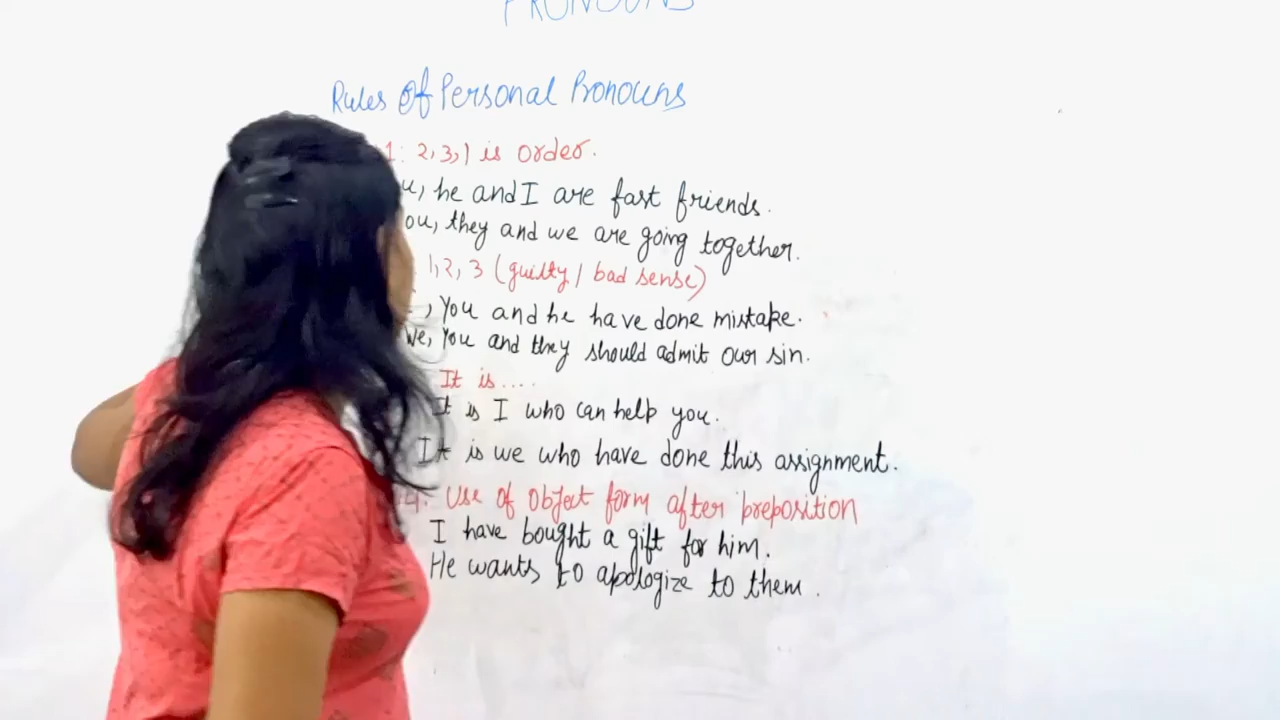 PRONOUNS
Rules Of Personal Pronouns
1: 2, 3, 1 is order.
u, he and I are fast friends.
ou, they and we are going together.
1, 2, 3 (guilty / bad sense)
, You and he have done mistake.
We, You and they should admit our sin.
It is....
It is I who can help you.
It is we who have done this assignment.
4. Use of Object form after preposition
I have bought a gift for him.
He wants to apologize to them.